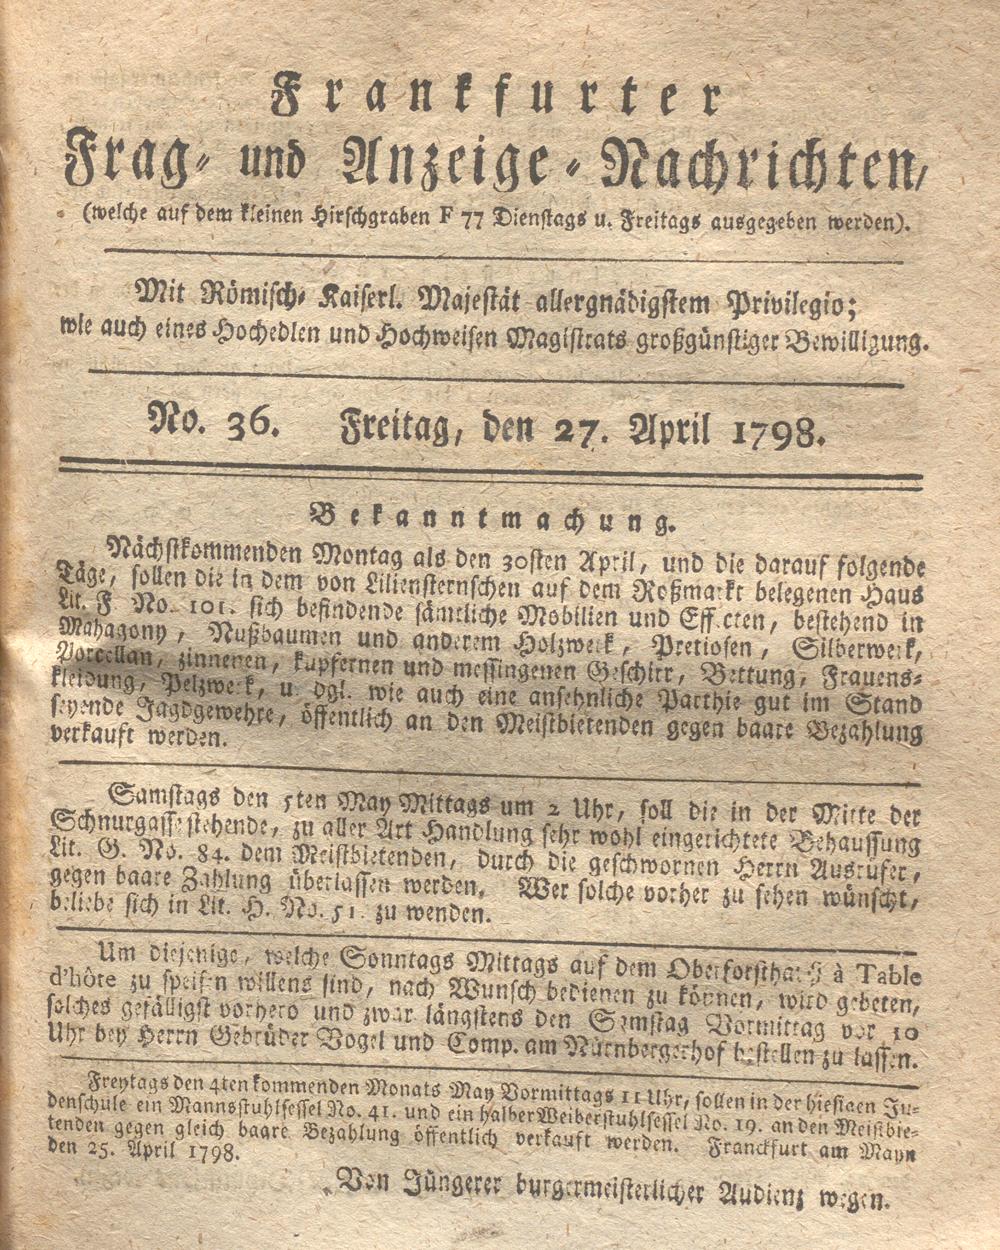 Frankfurter
Frag- und Anzeige-Nachrichten,
(welche auf dem kleinen Hirschgraben F 77 Dienstags u. Freitags ausgegeben werden).
Mit Römisch-Kaiserl. Majestät allergnädigstem Privilegio;
wie auch eines Hochedlen und Hochweisen Magistrats großgünstiger Bewilligung.
No. 36. Freitag, den 27. April 1798.
Bekanntmachung.
Nächstkommenden Montag als den 30sten April, und die darauf folgende
Täge, sollen die in dem von Liliensternschen auf dem Roßmarkt belegenen Haus
Lit. F. No. 101. sich befindende sämtliche Mobilien und Effecten, bestehend in
Mahagony, Nußbaumen und anderem Holzwerk, Pretiosen, Silberwerk,
Porcellan, zinnenen, kupfernen und messingenen Geschirr, Bettung, Frauens-
kleidung, Pelzwerk, u. dgl. wie auch eine ansehnliche Parthie gut im Stand
seyende Jagdgewehre, öffentlich an den Meistbietenden gegen baare Bezahlung
verkauft werden.
Samstags den 5ten May Mittags um 2 Uhr, soll die in der Mitte der
Schnurgasse stehende, zu aller Art Handlung sehr wohl eingerichtete Behaussung
Lit. G. No. 84. dem Meistbietenden, durch die geschwornen Herrn Ausrufer,
gegen baare Zahlung überlassen werden. Wer solche vorher zu sehen wünscht,
beliebe sich in Lit. H. No. 51. zu wenden.
Um diejenige, welche Sonntags Mittags auf dem Oberforsthauß à Table
d'hôte zu speisen willens sind, nach Wunsch bedienen zu können, wird gebeten,
solches gefälligst vorhero und zwar längstens den Samstag Vormittag vor 10
Uhr bey Herrn Gebrüder Vogel und Comp. am Nürnbergerhof bestellen zu lassen.
Freytags den 4ten kommenden Monats May Vormittags 11 Uhr, sollen in der hiesigen Ju-
denschule ein Mannsstuhlsessel No. 41. und ein halber Weiberstuhlsessel No. 19. an den Meistbie-
tenden gegen gleich baare Bezahlung öffentlich verkauft werden. Franckfurt am Mayn
den 25. April 1798.
Von Jüngerer burgermeisterlicher Audienz wegen.